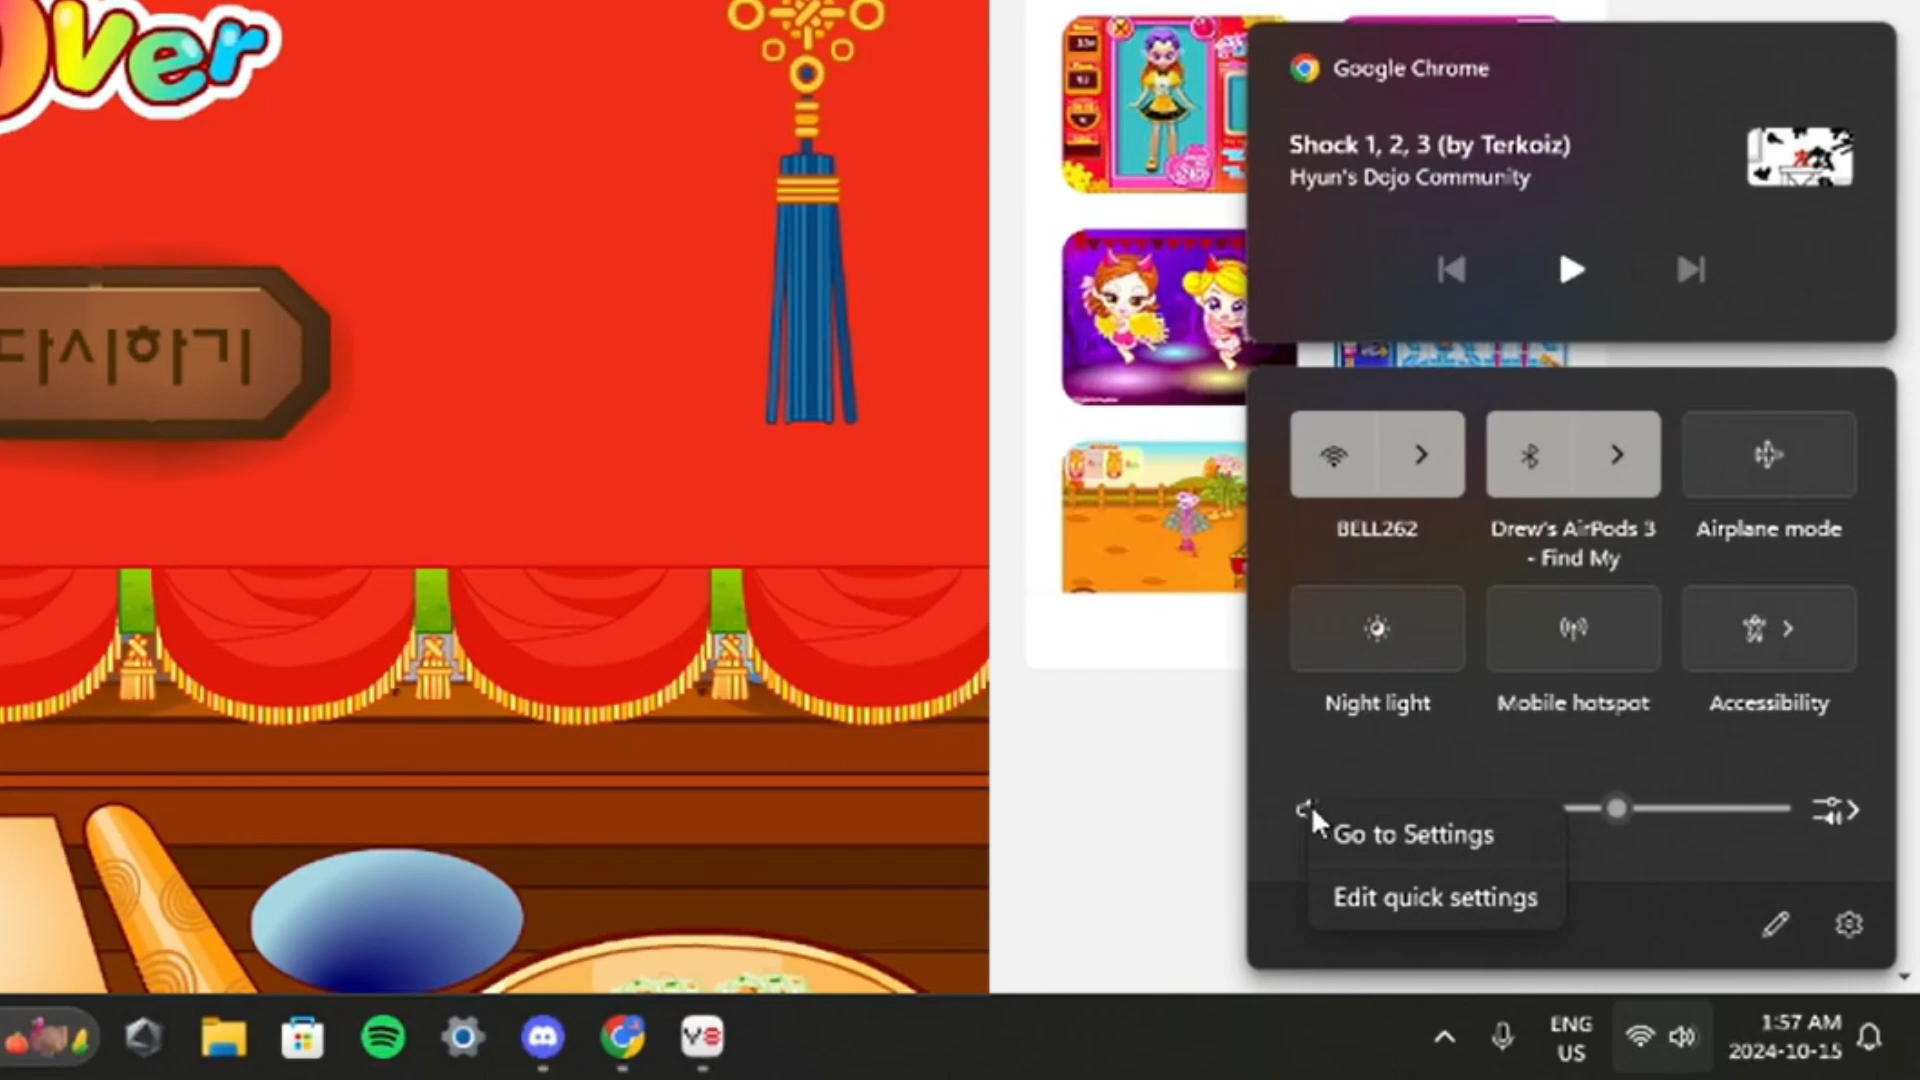 over
다시하기
Google Chrome
Shock 1, 2, 3 (by Terkoiz)
Hyun's Dojo Community
BELL262
Drew's AirPods 3
- Find My
Airplane mode
Night light
Mobile hotspot
Accessibility
Go to Settings
Edit quick settings
ENG
US
1:57 AM
2024-10-15